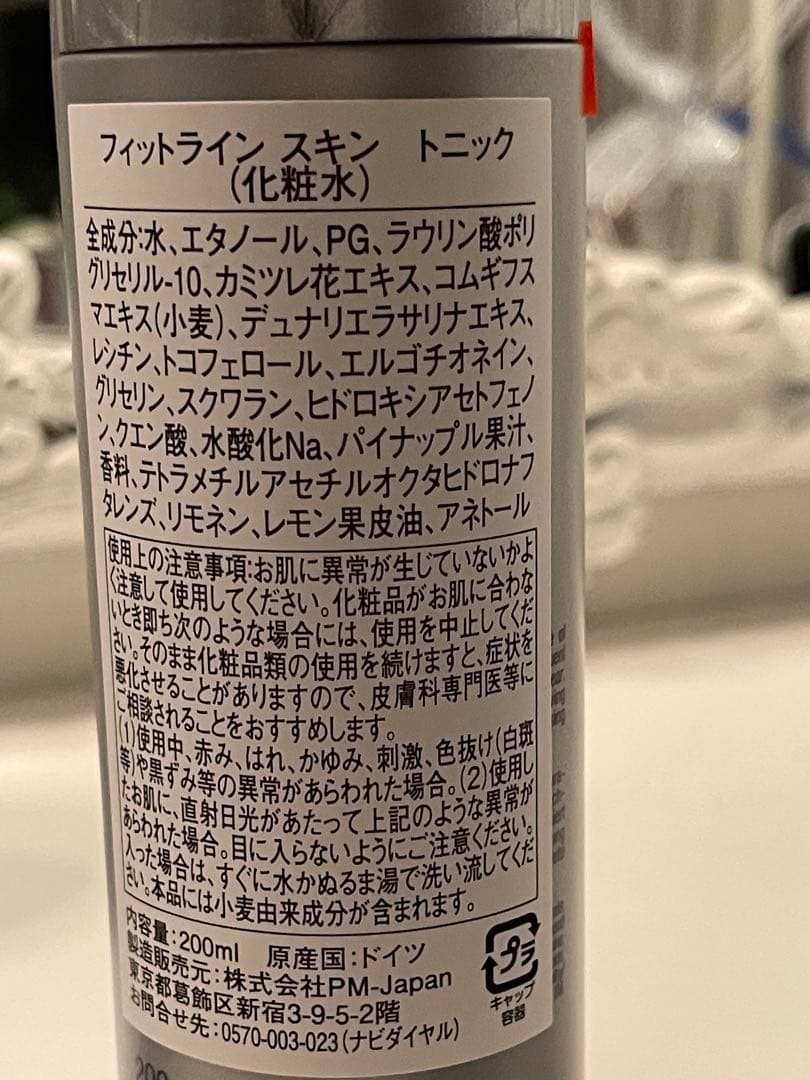 フィットライン スキン　トニック
（化粧水）
全成分:水、エタノール、PG、ラウリン酸ポリ
グリセリル-10、カミツレ花エキス、コムギフス
マエキス(小麦)、デュナリエラサリナエキス、
レシチン、トコフェロール、エルゴチオネイン、
グリセリン、スクワラン、ヒドロキシアセトフェノ
ン、クエン酸、水酸化Na、パイナップル果汁、
香料、テトラメチルアセチルオクタヒドロナフ
タレンズ、リモネン、レモン果皮油、アネトール
使用上の注意事項:お肌に異常が生じていないかよ
く注意して使用してください。化粧品がお肌に合わな
いとき即ち次のような場合には、使用を中止してくだ
さい。そのまま化粧品類の使用を続けますと、症状を
悪化させることがありますので、皮膚科専門医等に
ご相談されることをおすすめします。
(1)使用中、赤み、はれ、かゆみ、刺激、色抜け(白斑
等)や黒ずみ等の異常があらわれた場合。(2)使用し
たお肌に、直射日光があたって上記のような異常が
あらわれた場合。目に入らないようにご注意ください。
入った場合は、すぐに水かぬるま湯で洗い流してくだ
さい。本品には小麦由来成分が含まれます。
内容量:200ml　原産国:ドイツ
製造販売元:株式会社PM-Japan
東京都葛飾区新宿3-9-5-2階
お問合せ先:0570-003-023(ナビダイヤル)
プラ
キャップ
容器